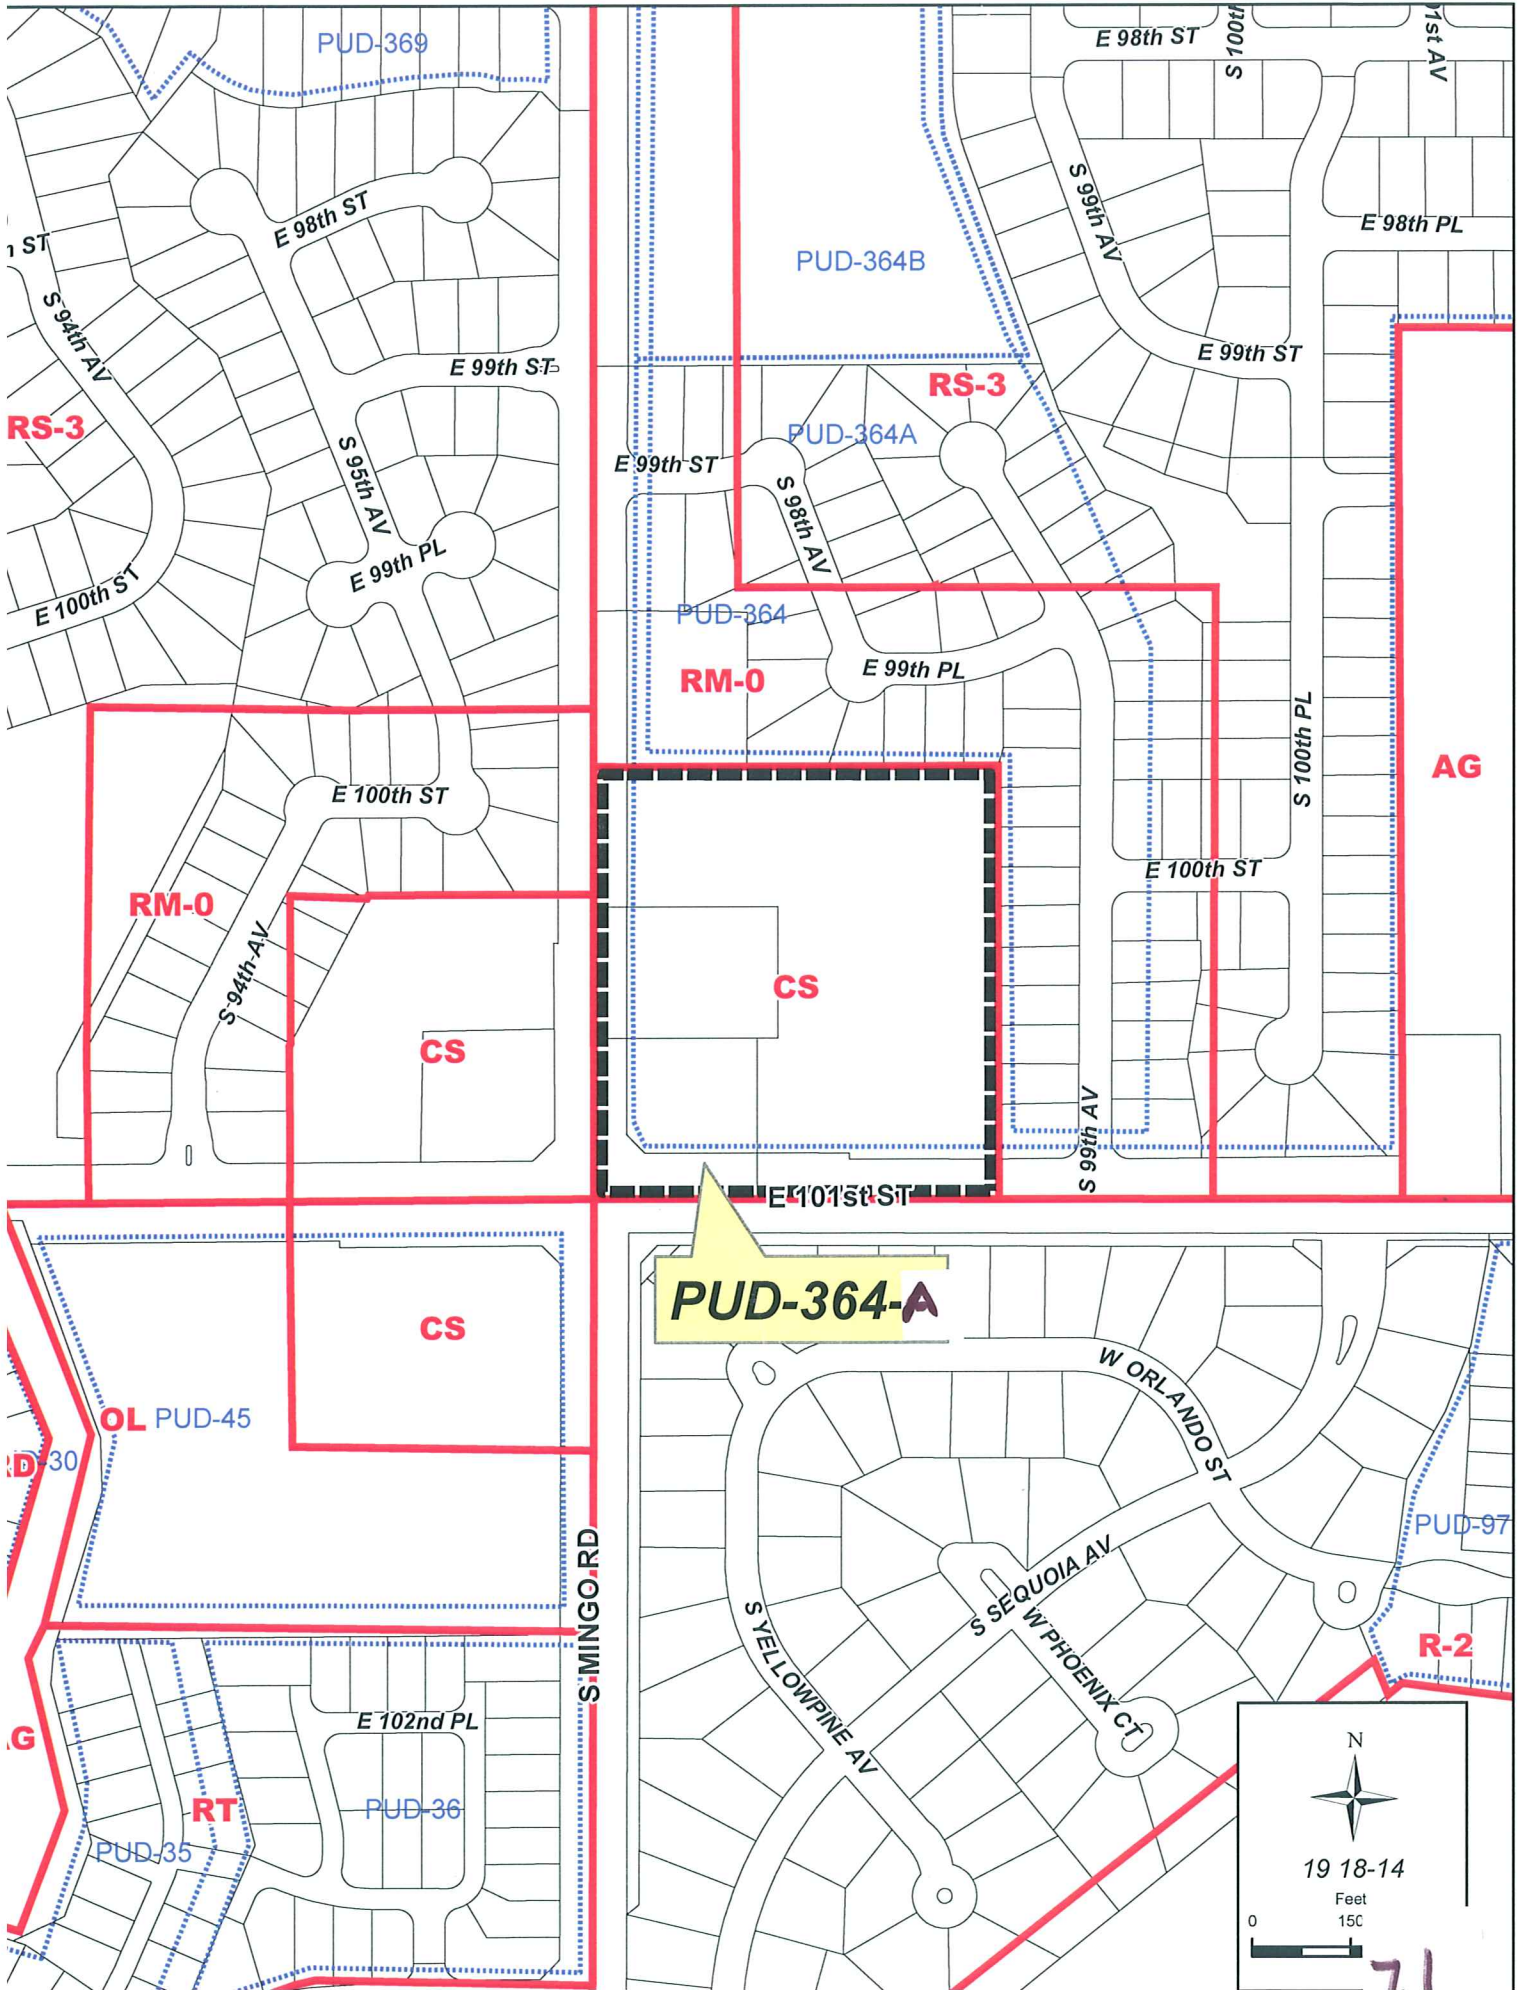 PUD-369
E 98th ST
S 100th
1st AV
E 98th ST
S 99th AV
E 98th PL
ST
PUD-364B
S 94th AV
E 99th ST
E 99th ST
RS-3
RS-3
PUD-364A
S 95th AV
E 99th ST
S 98th AV
E 99th PL
E 100th ST
PUD-364
E 99th PL
RM-0
S 100th PL
AG
E 100th ST
E 100th ST
RM-0
S 94th AV
CS
CS
S 99th AV
E 101st ST
PUD-364-A
CS
W ORLANDO ST
OL PUD-45
RD
30
PUD-97
S MINGO RD
S SEQUOIA AV
S YELLOWPINE AV
W PHOENIX CT
R-2
E 102nd PL
G
RT
PUD-36
PUD-35
N
19 18-14
Feet
0 150